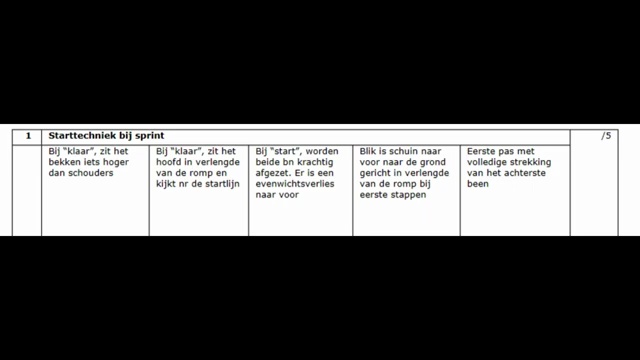 1 Starttechniek bij sprint /5
Bij "klaar", zit het
bekken iets hoger
dan schouders
Bij "klaar", zit het
hoofd in verlengde
van de romp en
kijkt nr de startlijn
Bij "start", worden
beide bn krachtig
afgezet. Er is een
evenwichtsverlies
naar voor
Blik is schuin naar
voor naar de grond
gericht in verlengde
van de romp bij
eerste stappen
Eerste pas met
volledige strekking
van het achterste
been